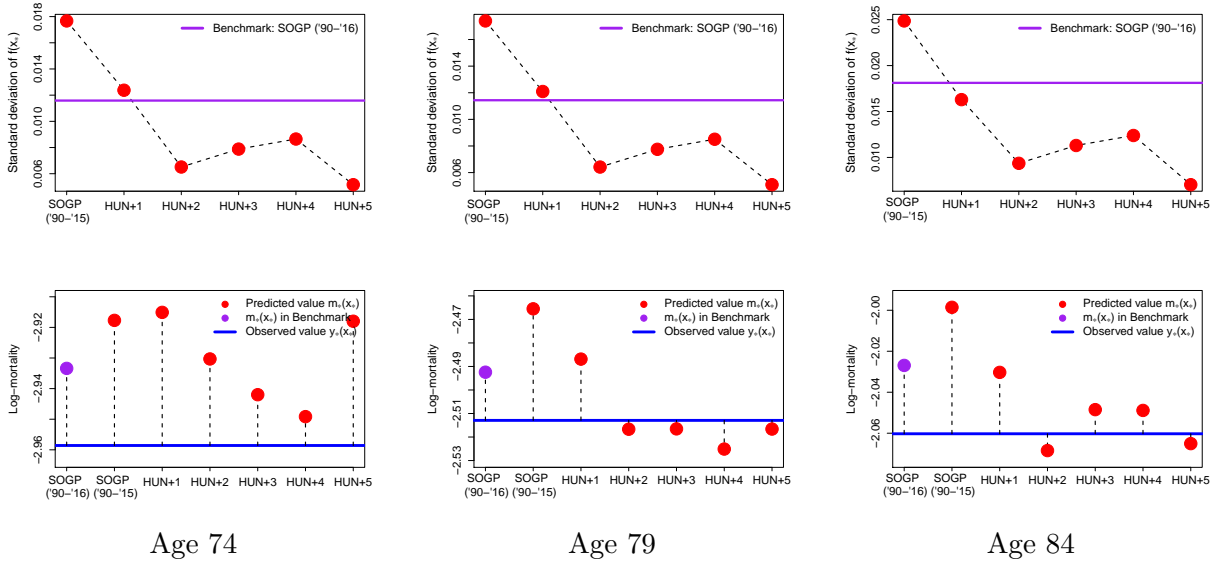 Standard deviation of f(x*)
0.006 0.010 0.014 0.018
Benchmark: SOGP ('90–'16)
SOGP
('90–'15)
HUN+1 HUN+2 HUN+3 HUN+4 HUN+5
Standard deviation of f(x*)
0.006 0.010 0.014
Benchmark: SOGP ('90–'16)
SOGP
('90–'15)
HUN+1 HUN+2 HUN+3 HUN+4 HUN+5
Standard deviation of f(x*)
0.010 0.015 0.020 0.025
Benchmark: SOGP ('90–'16)
SOGP
('90–'15)
HUN+1 HUN+2 HUN+3 HUN+4 HUN+5
Log−mortality
−2.96 −2.94 −2.92
Predicted value m*(x*)
m*(x*) in Benchmark
Observed value y*(x*)
SOGP
('90–'16)
SOGP
('90–'15)
HUN+1 HUN+2 HUN+3 HUN+4 HUN+5
Age 74
Log−mortality
−2.53 −2.51 −2.49 −2.47
Predicted value m*(x*)
m*(x*) in Benchmark
Observed value y*(x*)
SOGP
('90–'16)
SOGP
('90–'15)
HUN+1 HUN+2 HUN+3 HUN+4 HUN+5
Age 79
Log−mortality
−2.06 −2.04 −2.02 −2.00
Predicted value m*(x*)
m*(x*) in Benchmark
Observed value y*(x*)
SOGP
('90–'16)
SOGP
('90–'15)
HUN+1 HUN+2 HUN+3 HUN+4 HUN+5
Age 84